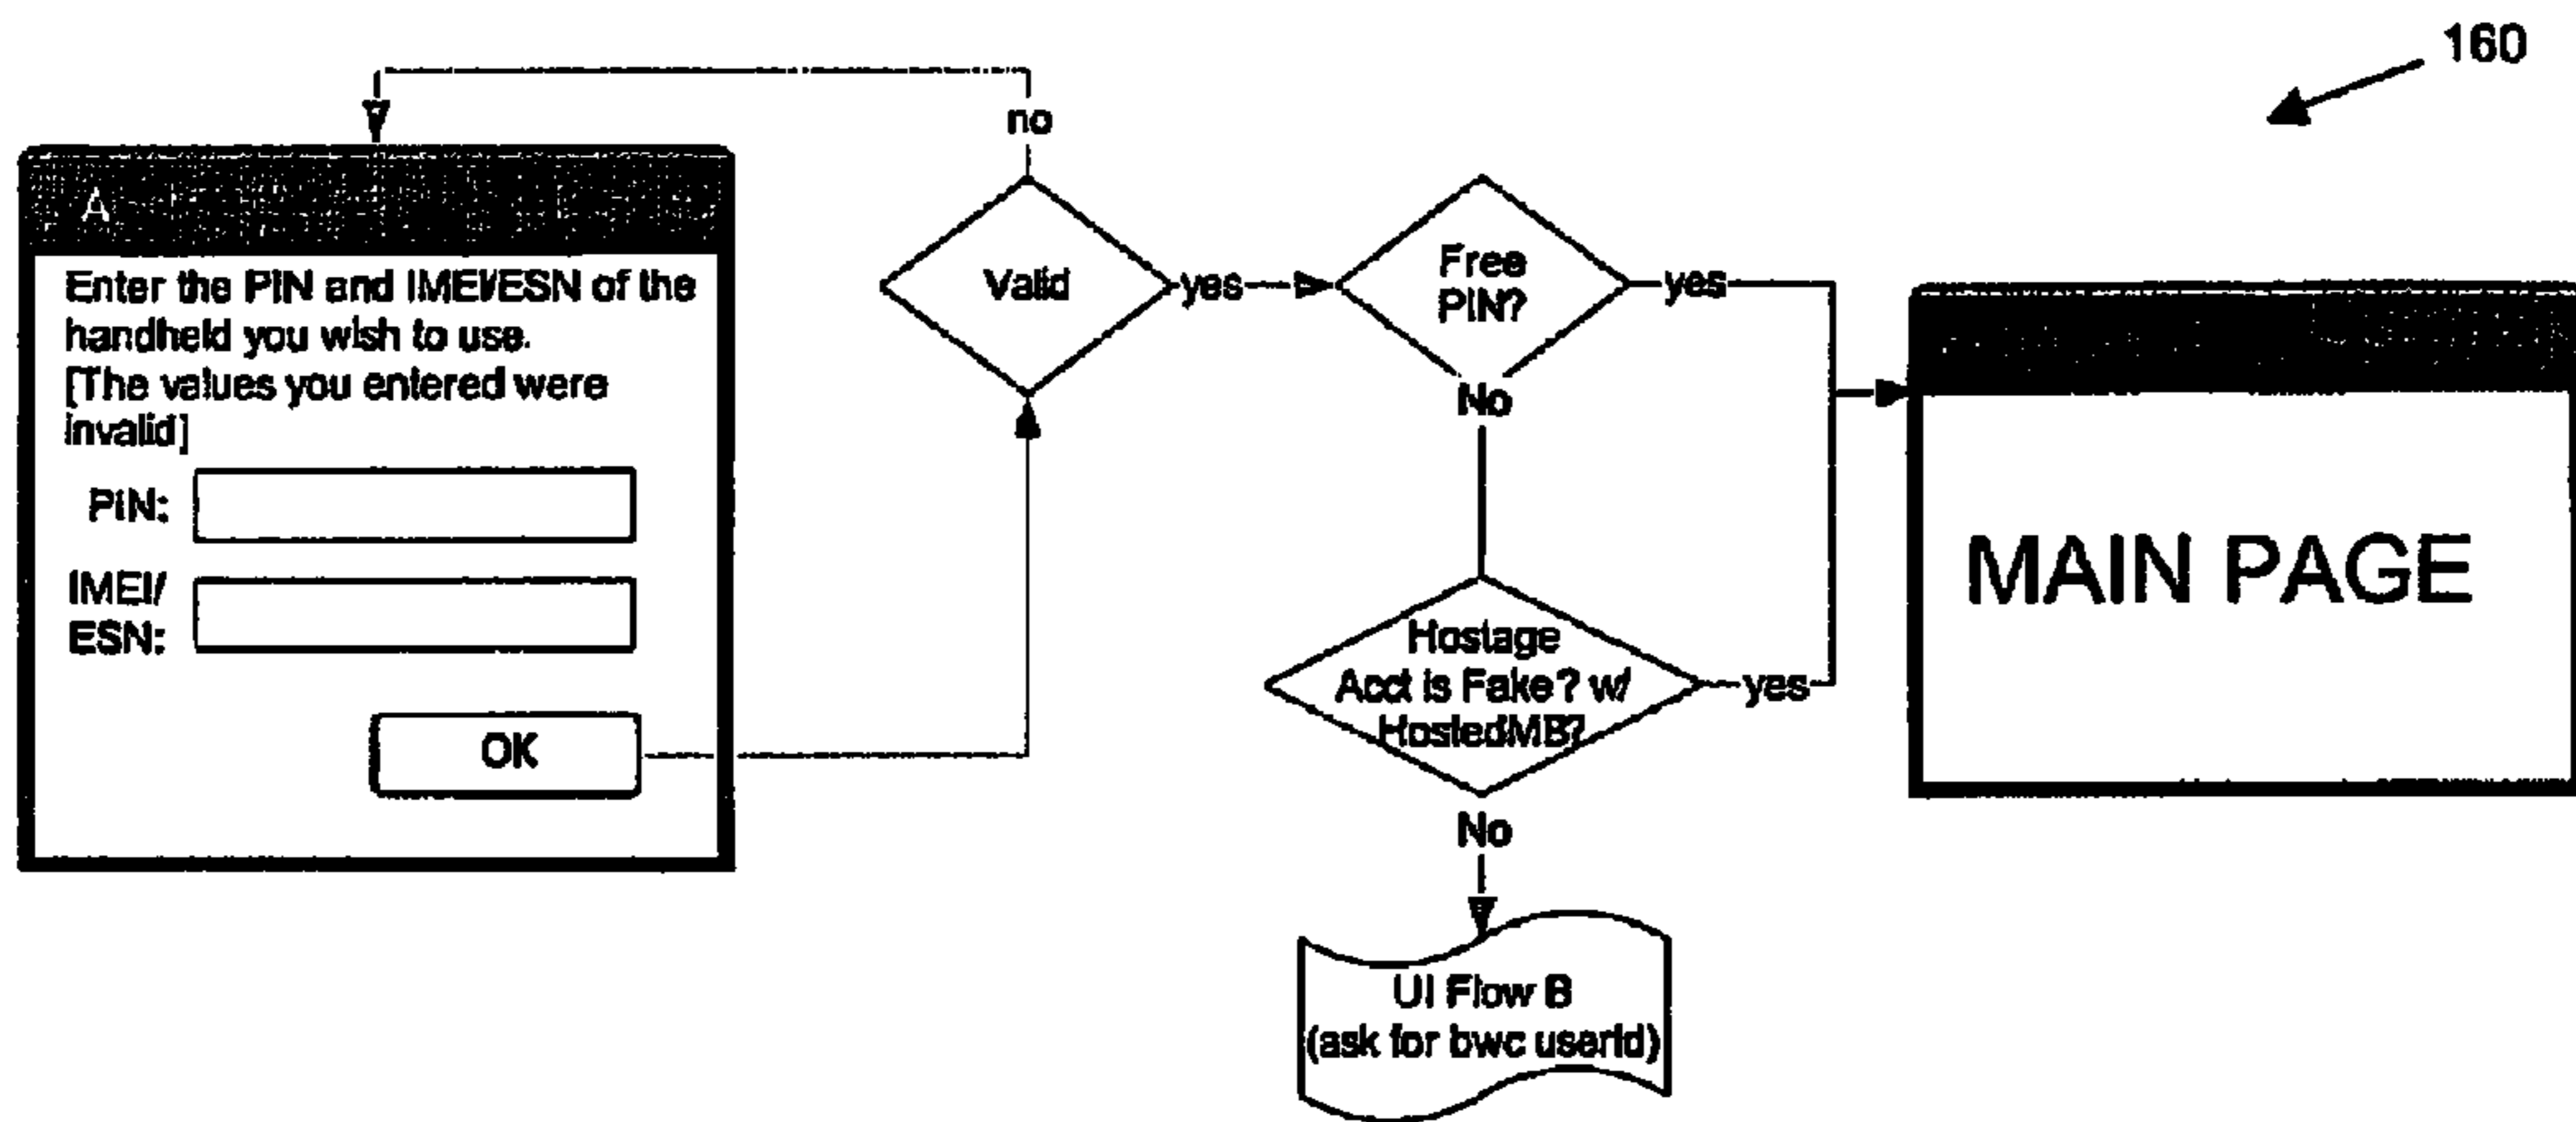 160
no
A
Enter the PIN and IMEI/ESN of the
handheld you wish to use.
[The values you entered were
invalid]
PIN:
IMEI/
ESN:
OK
Valid
yes
Free
PIN?
yes
No
Hostage
Acct is Fake? w/
HostedMB?
yes
No
UI Flow B
(ask for bwc userid)
MAIN PAGE